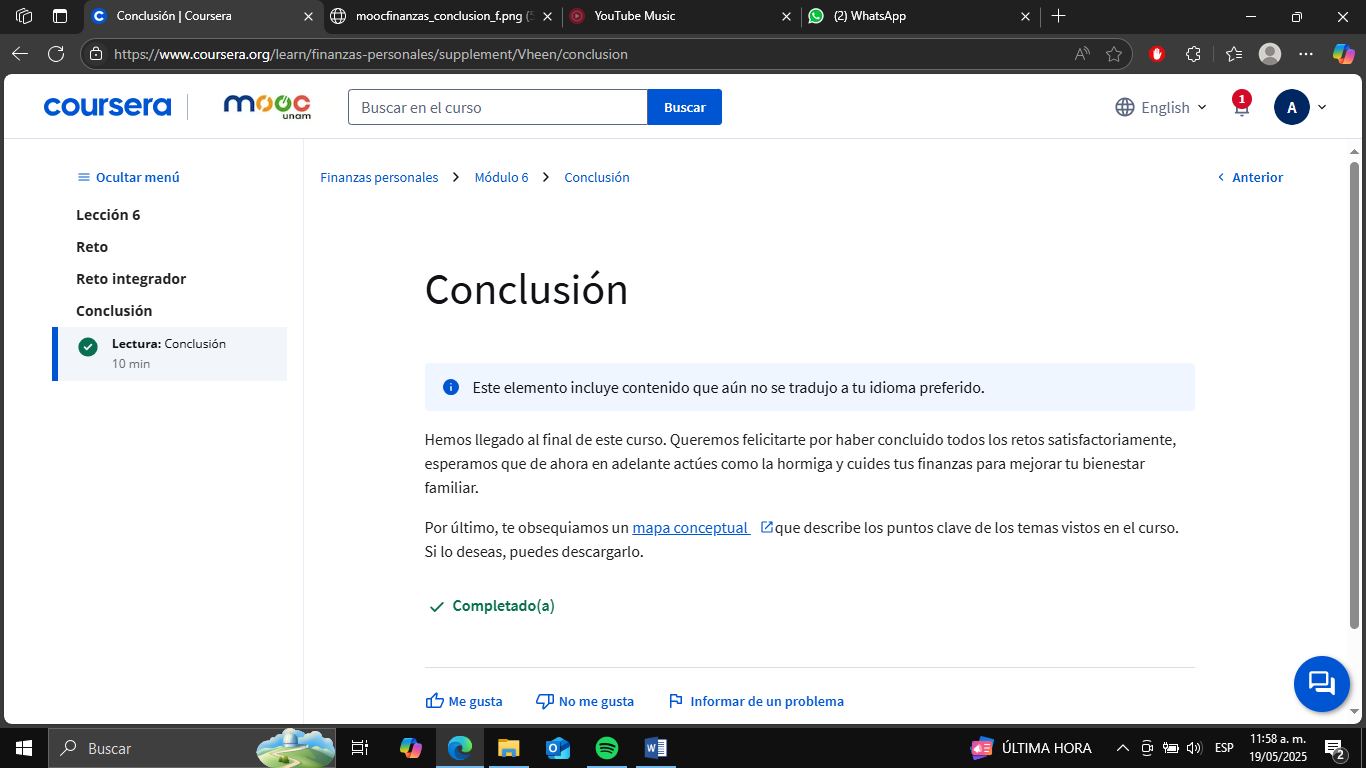 Conclusión | Coursera
moocfinanzas_conclusion_f.png (
YouTube Music
(2) WhatsApp
https://www.coursera.org/learn/finanzas-personales/supplement/Vheen/conclusion
coursera
mooc
unam
Buscar en el curso
Buscar
English
1
A
Ocultar menú
Finanzas personales
Módulo 6
Conclusión
Anterior
Lección 6
Reto
Reto integrador
Conclusión
Lectura: Conclusión
10 min
Conclusión
Este elemento incluye contenido que aún no se tradujo a tu idioma preferido.
Hemos llegado al final de este curso. Queremos felicitarte por haber concluido todos los retos satisfactoriamente,
esperamos que de ahora en adelante actúes como la hormiga y cuides tus finanzas para mejorar tu bienestar
familiar.
Por último, te obsequiamos un mapa conceptual que describe los puntos clave de los temas vistos en el curso.
Si lo deseas, puedes descargarlo.
Completado(a)
Me gusta
No me gusta
Informar de un problema
Buscar
ÚLTIMA HORA
ESP
11:58 a. m.
19/05/2025
2